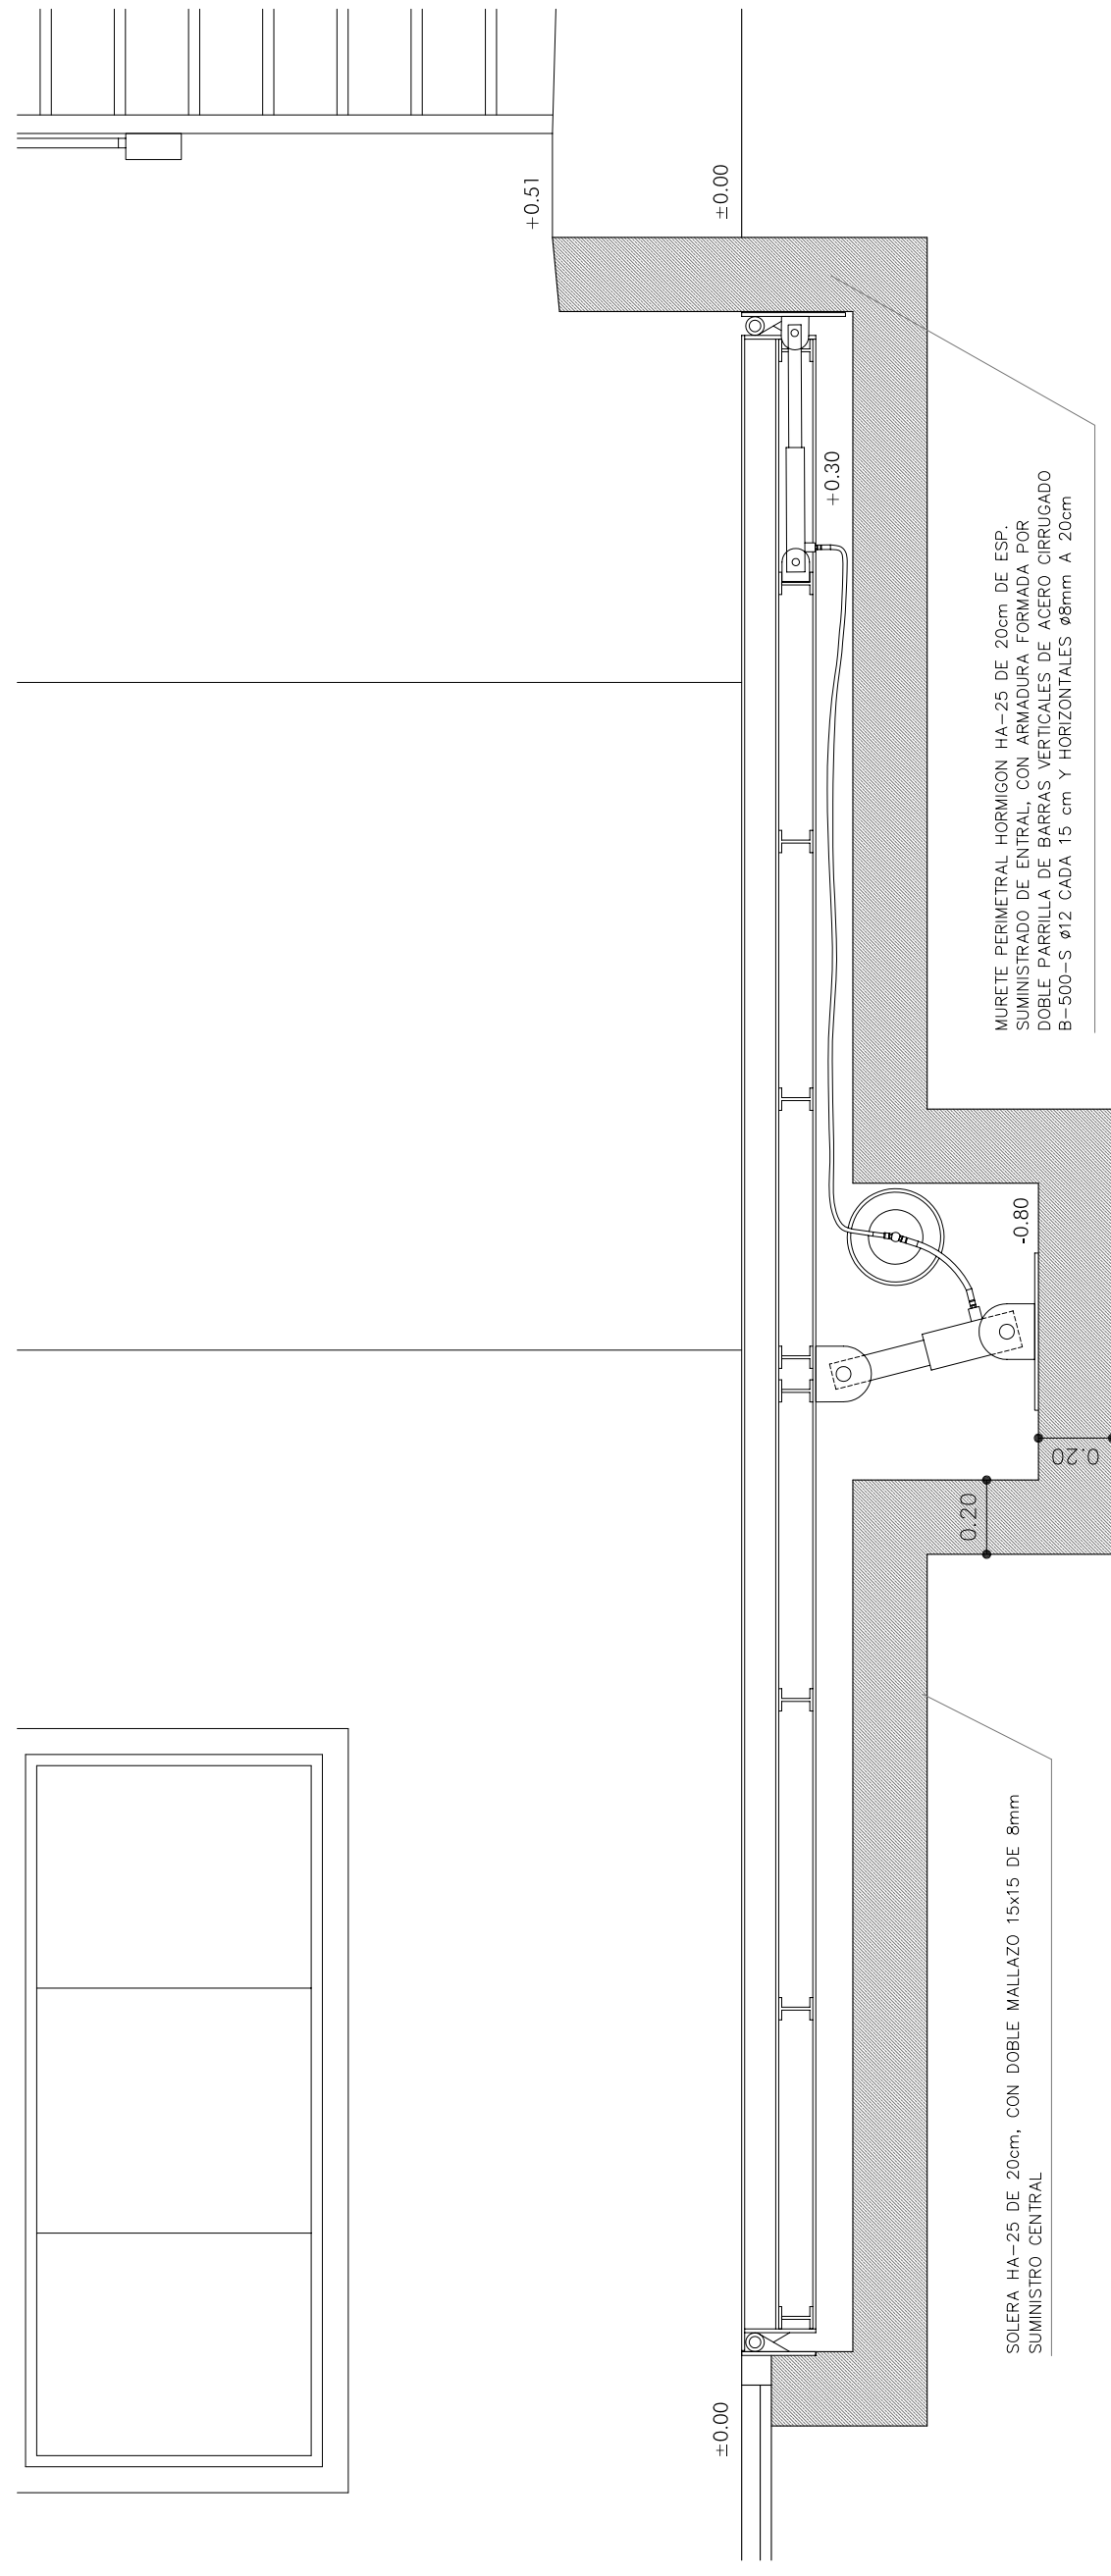 ±0.00
SOLERA HA-25 DE 20cm, CON DOBLE MALLAZO 15x15 DE 8mm
SUMINISTRO CENTRAL
0.20
0.20
-0.80
MURETE PERIMETRAL HORMIGON HA-25 DE 20cm DE ESP.
SUMINISTRADO DE ENTRAL, CON ARMADURA FORMADA POR
DOBLE PARRILLA DE BARRAS VERTICALES DE ACERO CIRRUGADO
B-500-S ø12 CADA 15 cm Y HORIZONTALES ø8mm A 20cm
+0.30
+0.51
±0.00